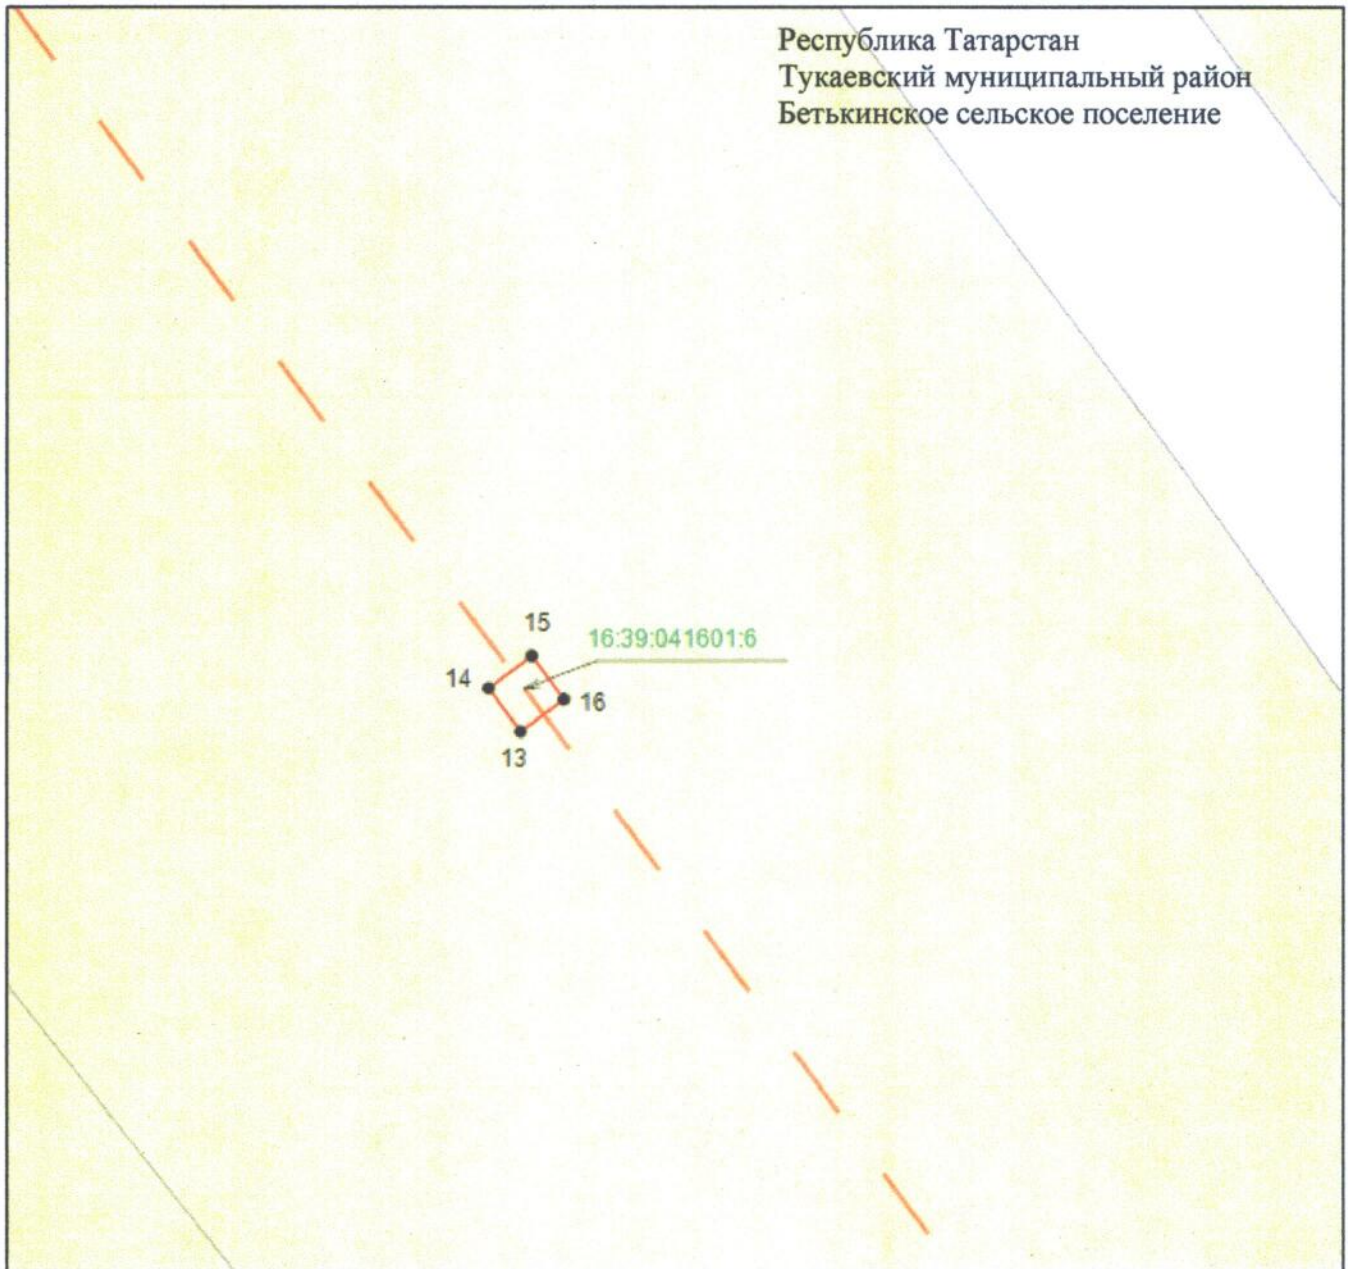 Республика Татарстан
Тукаевский муниципальный район
Бетькинское сельское поселение
15
16:39:041601:6
14
16
13